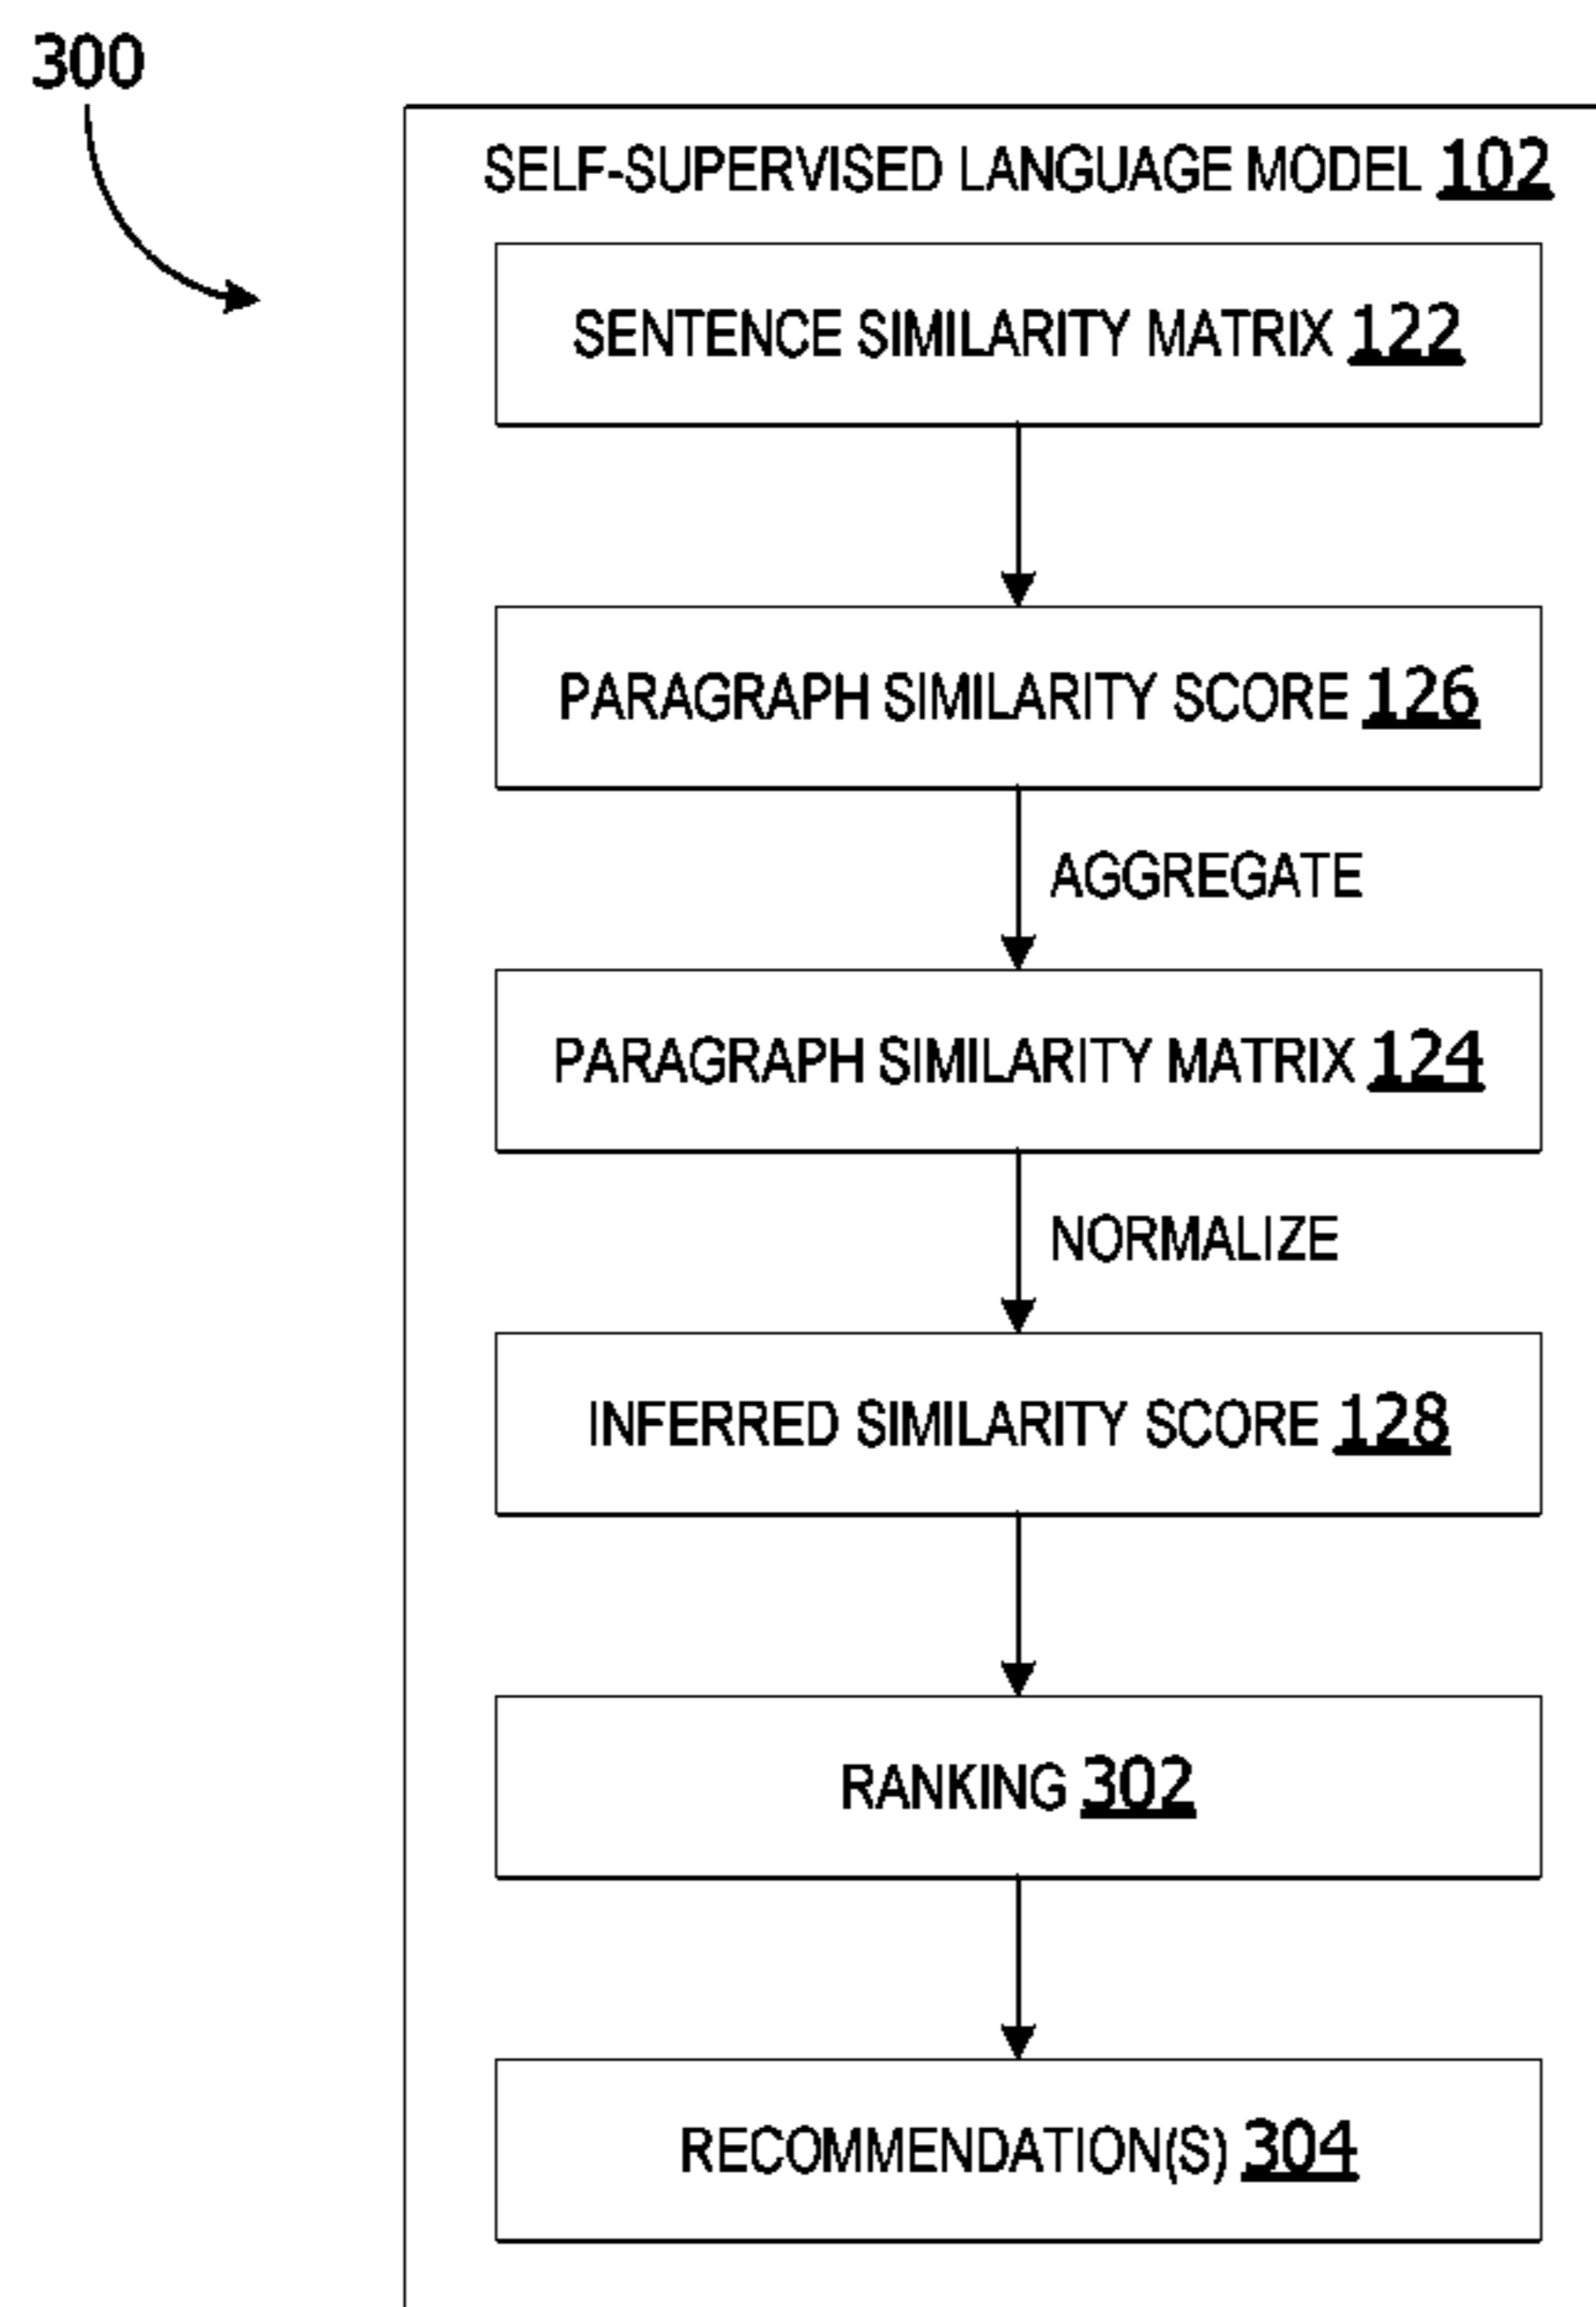 300
SELF-SUPERVISED LANGUAGE MODEL 102
SENTENCE SIMILARITY MATRIX 122
PARAGRAPH SIMILARITY SCORE 126
AGGREGATE
PARAGRAPH SIMILARITY MATRIX 124
NORMALIZE
INFERRED SIMILARITY SCORE 128
RANKING 302
RECOMMENDATION(S) 304